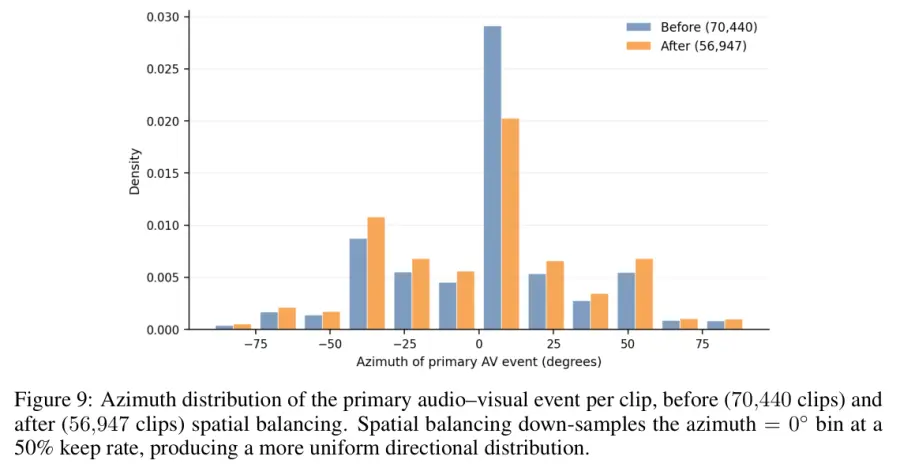 0.030
0.025
0.020
0.015
0.010
0.005
0.000
Density
Before (70,440)
After (56,947)
−75
−50
−25
0
25
50
75
Azimuth of primary AV event (degrees)
Figure 9: Azimuth distribution of the primary audio–visual event per clip, before (70,440 clips) and
after (56,947 clips) spatial balancing. Spatial balancing down-samples the azimuth = 0° bin at a
50% keep rate, producing a more uniform directional distribution.